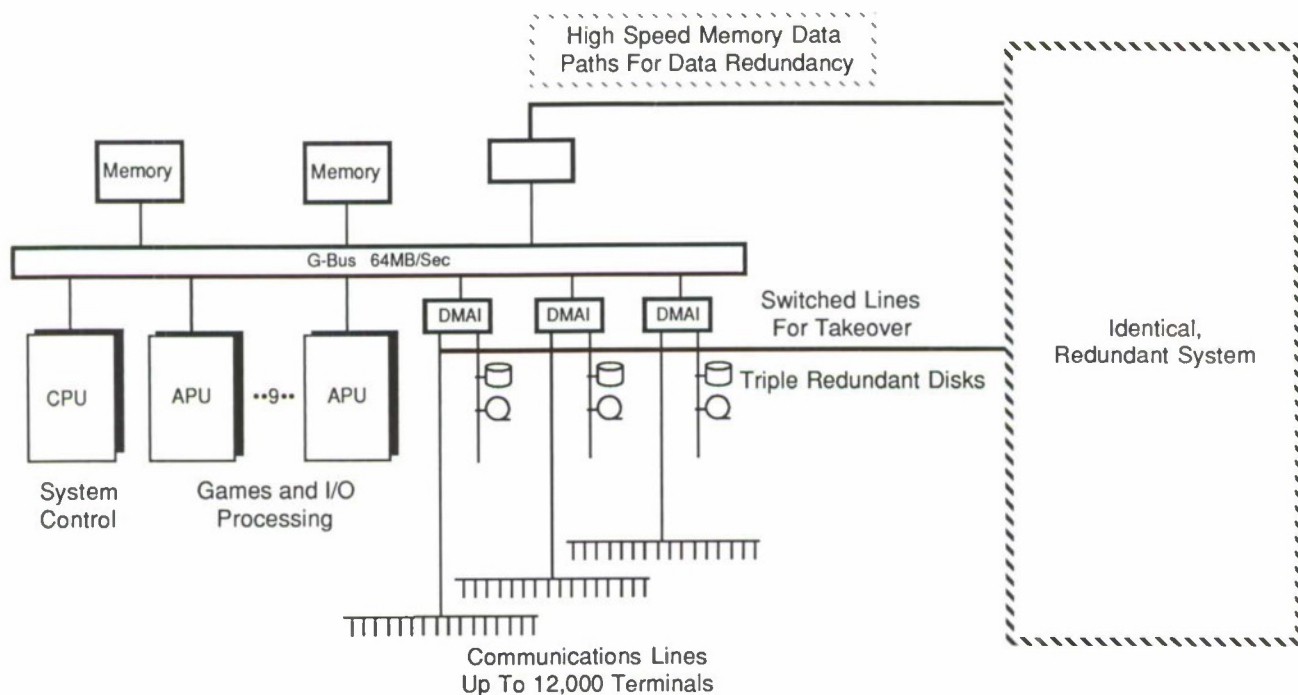 High Speed Memory Data
Paths For Data Redundancy
Memory
Memory
G-Bus 64MB/Sec
DMAI
DMAI
DMAI
Switched Lines
For Takeover
Identical,
Redundant System
CPU
APU
••9••
APU
Triple Redundant Disks
System
Control
Games and I/O
Processing
Communications Lines
Up To 12,000 Terminals